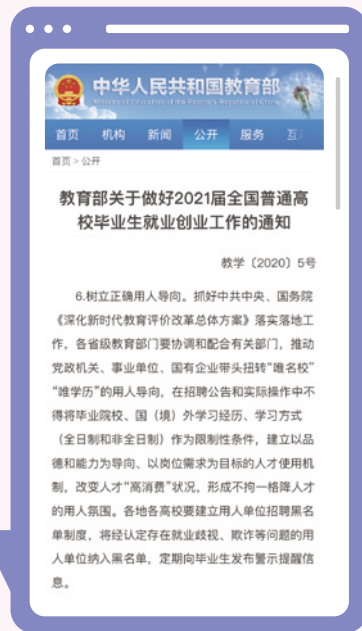 中华人民共和国教育部
Ministry of Education of the People's Republic of China
首页 机构 新闻 公开 服务 互
首页 > 公开
教育部关于做好2021届全国普通高
校毕业生就业创业工作的通知
教学〔2020〕5号
6.树立正确用人导向。抓好中共中央、国务院
《深化新时代教育评价改革总体方案》落实落地工
作，各省级教育部门要协调和配合有关部门，推动
党政机关、事业单位、国有企业带头扭转“唯名校”
“唯学历”的用人导向，在招聘公告和实际操作中不
得将毕业院校、国（境）外学习经历、学习方式
（全日制和非全日制）作为限制性条件，建立以品
德和能力为导向、以岗位需求为目标的人才使用机
制，改变人才“高消费”状况，形成不拘一格降人才
的用人氛围。各地各高校要建立用人单位招聘黑名
单制度，将经认定存在就业歧视、欺诈等问题的用
人单位纳入黑名单，定期向毕业生发布警示提醒信
息。